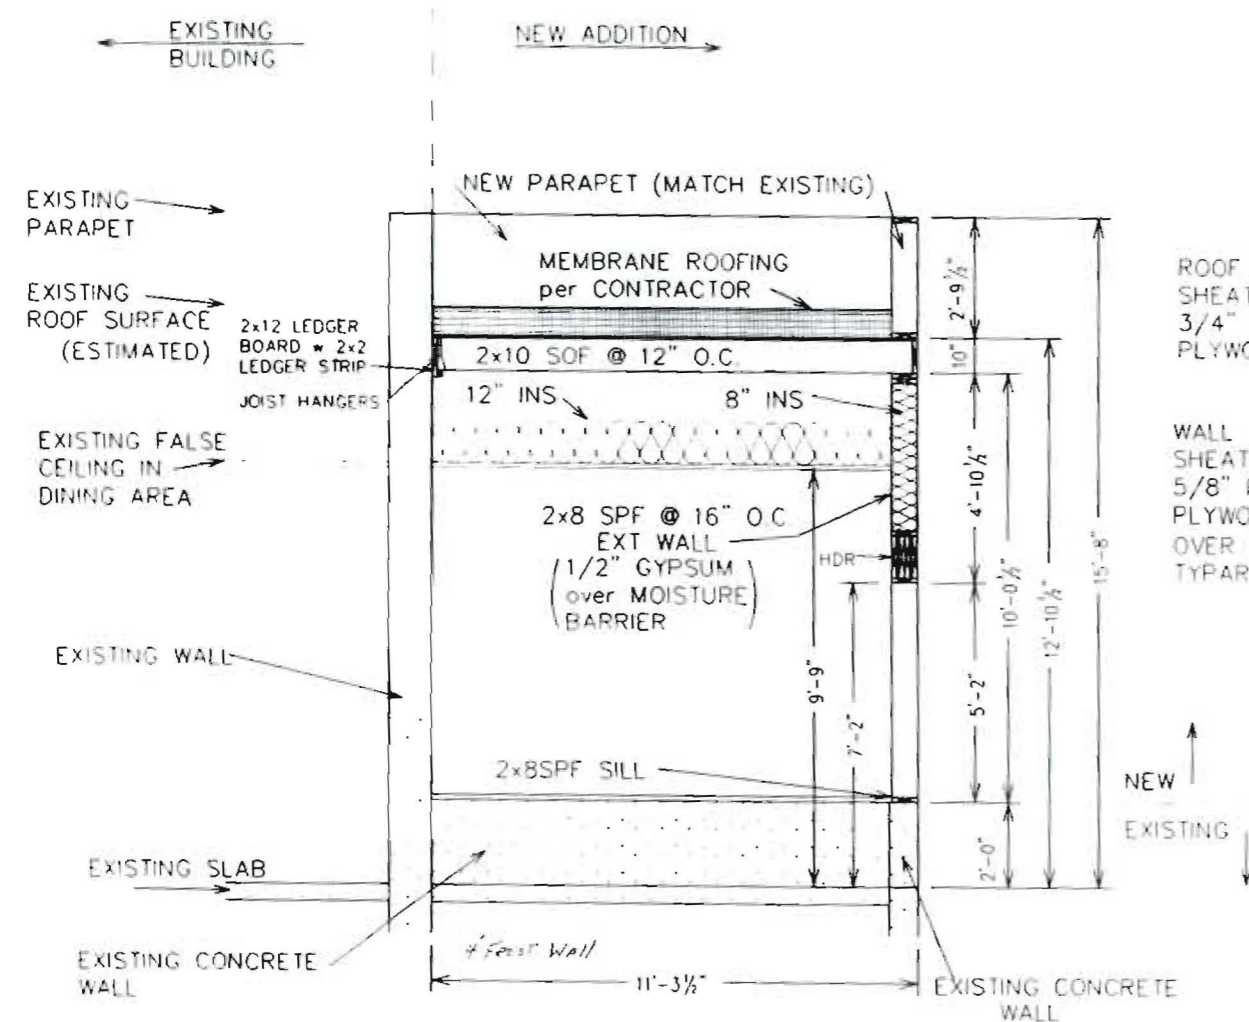 EXISTING
BUILDING
NEW ADDITION
EXISTING
PARAPET
NEW PARAPET (MATCH EXISTING)
MEMBRANE ROOFING
per CONTRACTOR
EXISTING
ROOF SURFACE
(ESTIMATED)
2x12 LEDGER
BOARD w 2x2
LEDGER STRIP
JOIST HANGERS
2x10 SOF @ 12" O.C.
12" INS
8" INS
EXISTING FALSE
CEILING IN
DINING AREA
2x8 SPF @ 16" O.C
EXT WALL
(1/2" GYPSUM
over MOISTURE
BARRIER)
HDR
EXISTING WALL
2x8SPF SILL
EXISTING SLAB
EXISTING CONCRETE
WALL
11'-3½"
EXISTING CONCRETE
WALL
9'-9"
7'-2"
2'-9½"
10"
4'-10½"
5'-2"
2'-0"
10'-0½"
12'-10½"
15'-8"
ROOF
SHEAT
3/4"
PLYWO
WALL
SHEAT
5/8"
PLYWO
OVER
TYPAR
NEW
EXISTING